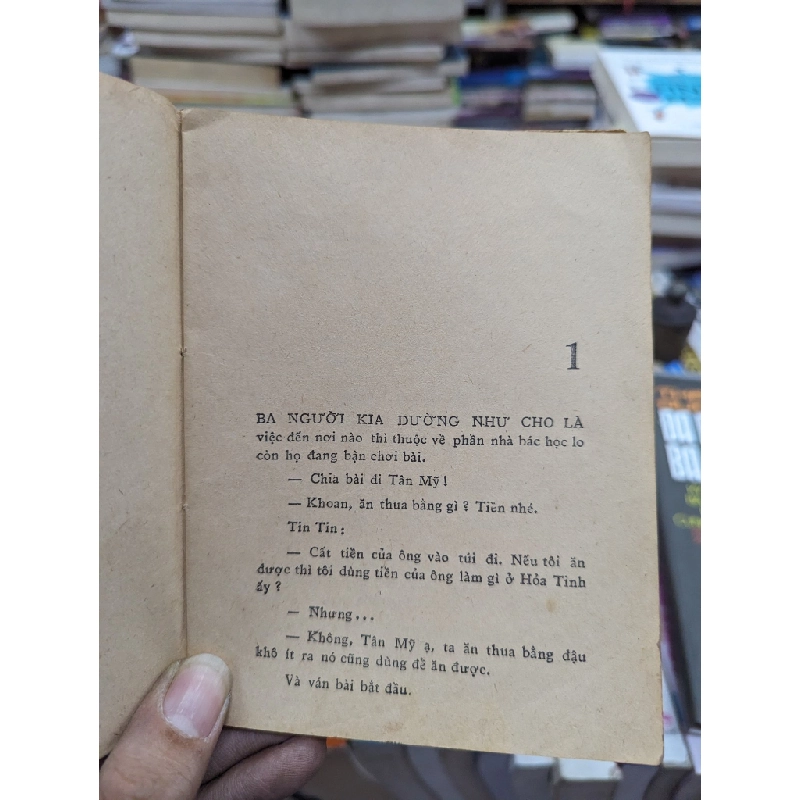 1
BA NGƯỜI KIA DƯỜNG NHƯ CHO LÀ
việc đến nơi nào thì thuộc về phần nhà bác học lo
còn họ đang bận chơi bài.
— Chia bài đi Tân Mỹ !
— Khoan, ăn thua bằng gì ? Tiền nhé.
Tin Tin :
— Cất tiền của ông vào túi đi. Nếu tôi ăn
được thì tôi dùng tiền của ông làm gì ở Hỏa Tinh
ấy ?
— Nhưng...
— Không, Tân Mỹ ạ, ta ăn thua bằng đậu
khô ít ra nó cũng dùng để ăn được.
Và ván bài bắt đầu.